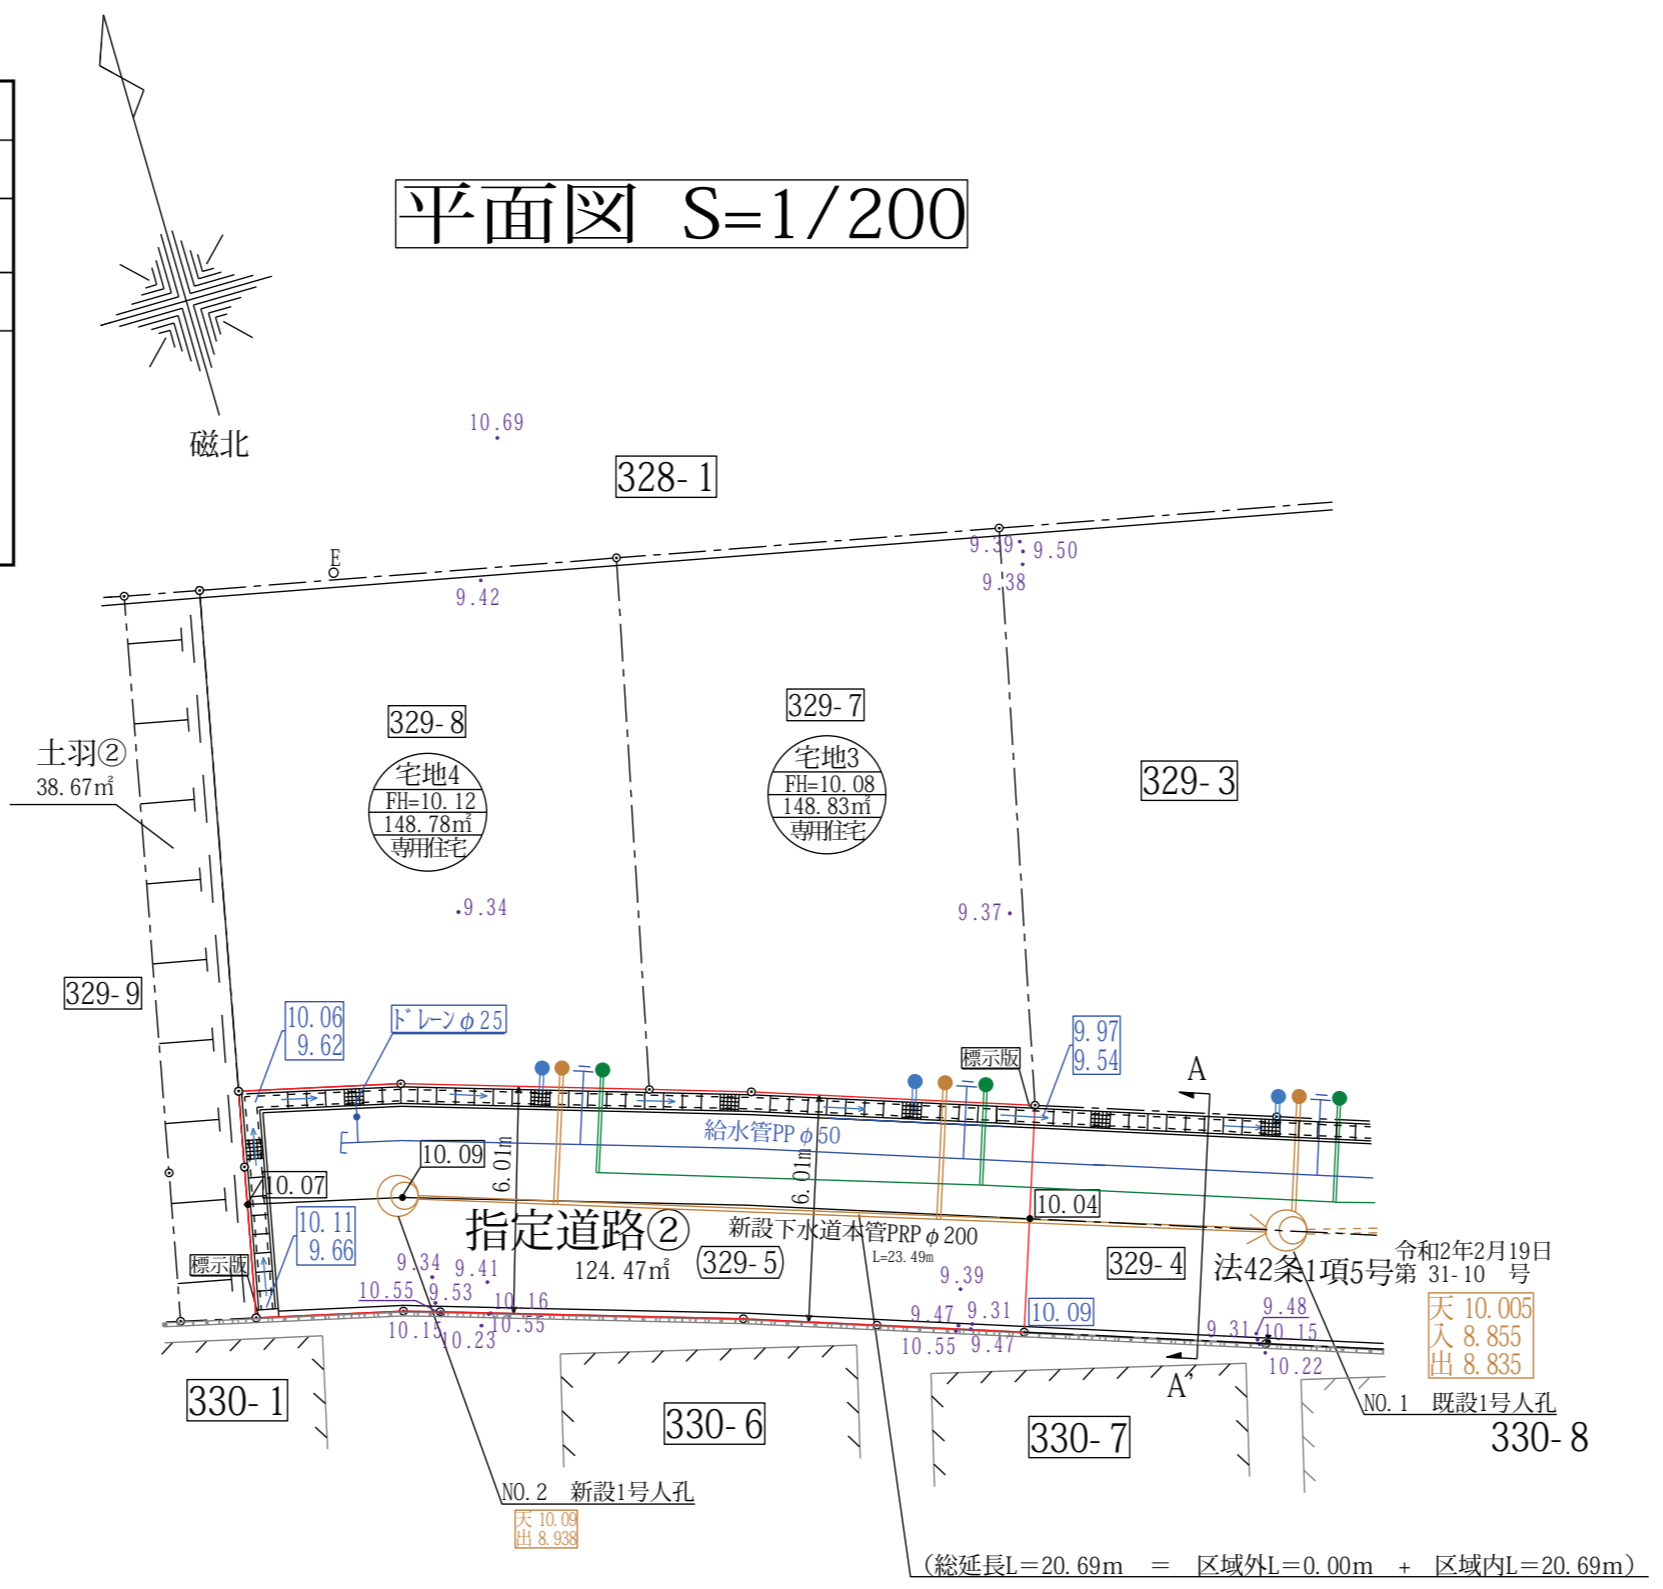 平面図 S=1/200
磁北
10.69
328-1
E
9.42
9.39
9.50
9.38
329-8
宅地4
FH=10.12
148.78㎡
専用住宅
329-7
宅地3
FH=10.08
148.83㎡
専用住宅
329-3
土羽②
38.67㎡
9.34
9.37
329-9
10.06
9.62
ドレーンφ25
標示版
9.97
9.54
A
給水管PPφ50
6.01m
6.01m
10.09
10.07
10.04
10.11
9.66
標示版
指定道路②
124.47㎡
(329-5)
新設下水道本管PRPφ200
L=23.49m
329-4
法42条1項5号
令和2年2月19日
第 31-10 号
天 10.005
入 8.855
出 8.835
9.34
9.41
10.55
9.53
10.16
10.15
10.23
10.55
9.39
9.47
9.31
10.55
9.47
10.09
9.48
9.31
10.15
10.22
A'
330-1
330-6
330-7
NO.1 既設1号人孔
330-8
NO.2 新設1号人孔
天 10.09
出 8.938
(総延長L=20.69m = 区域外L=0.00m + 区域内L=20.69m)